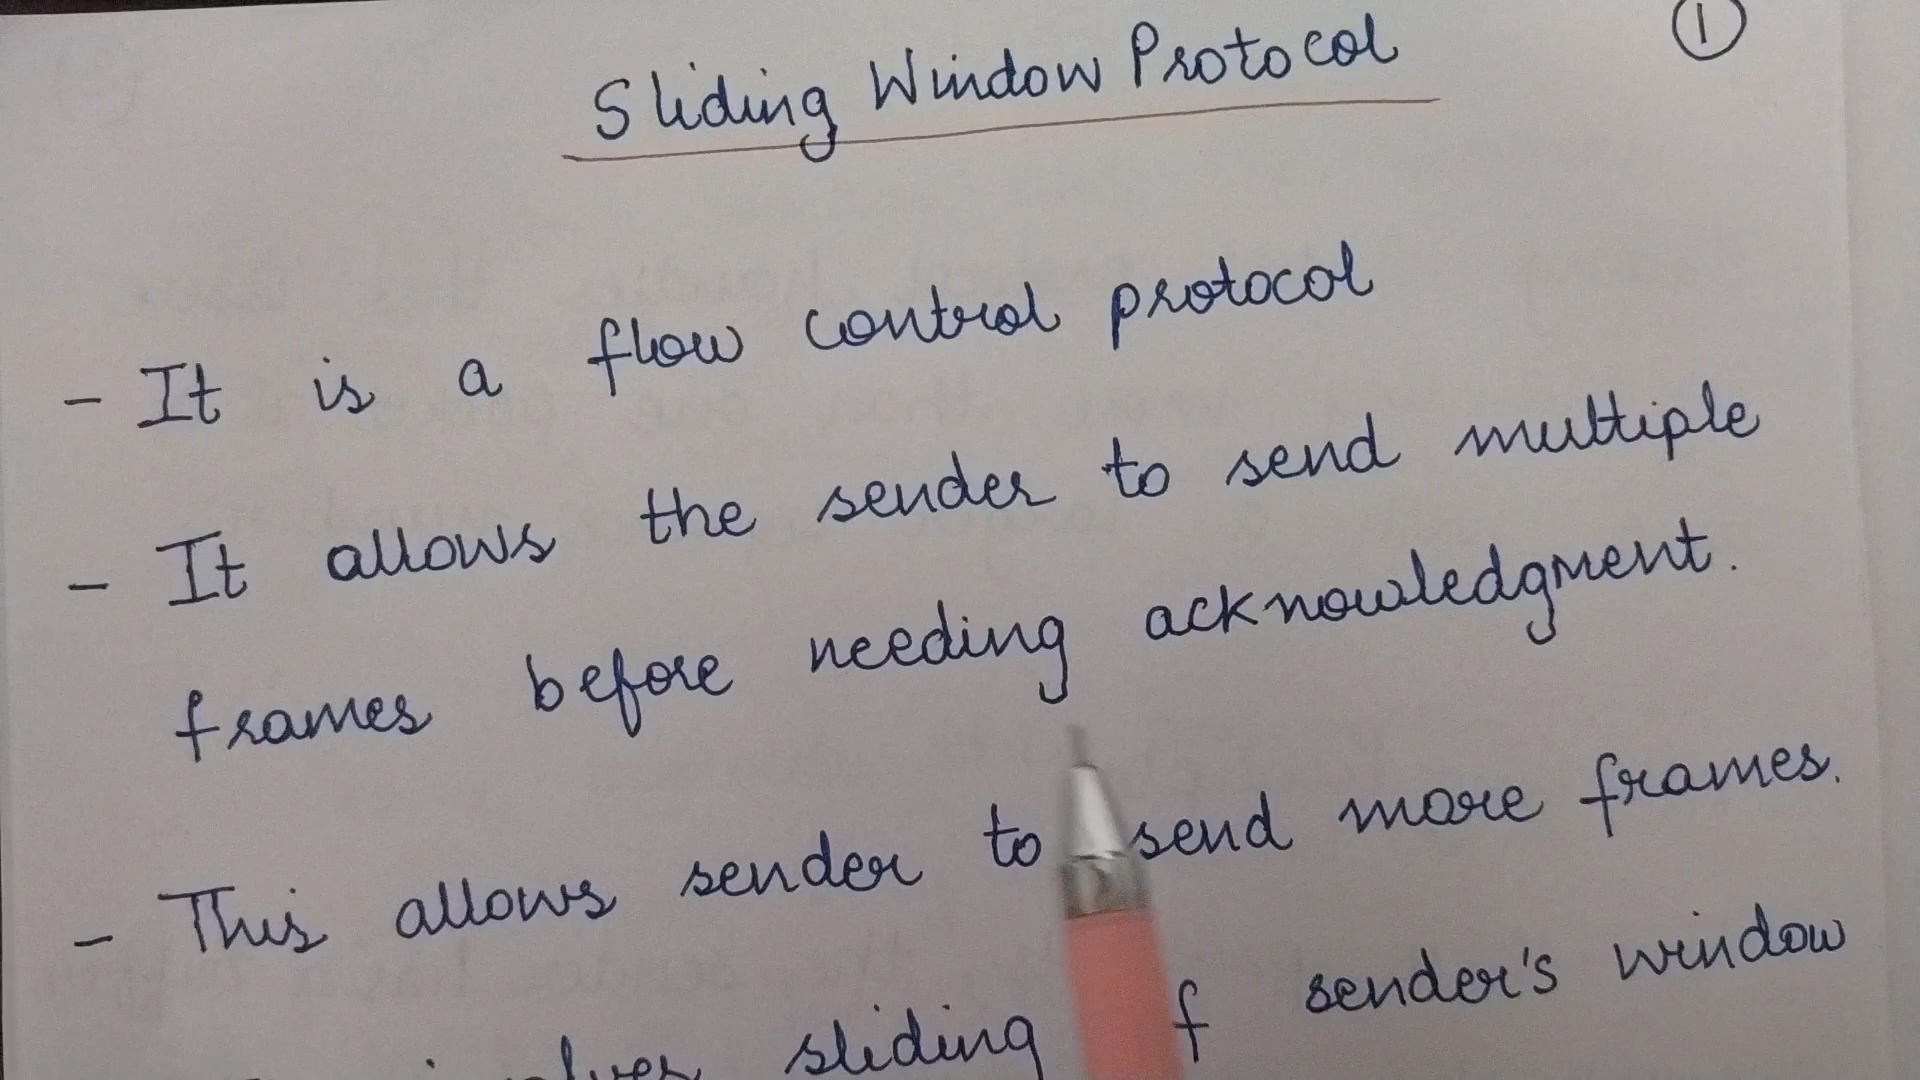 ①
Sliding Window Protocol
- It is a flow control protocol
- It allows the sender to send multiple
frames before needing acknowledgment.
- This allows sender to send more frames.
sliding sender's window